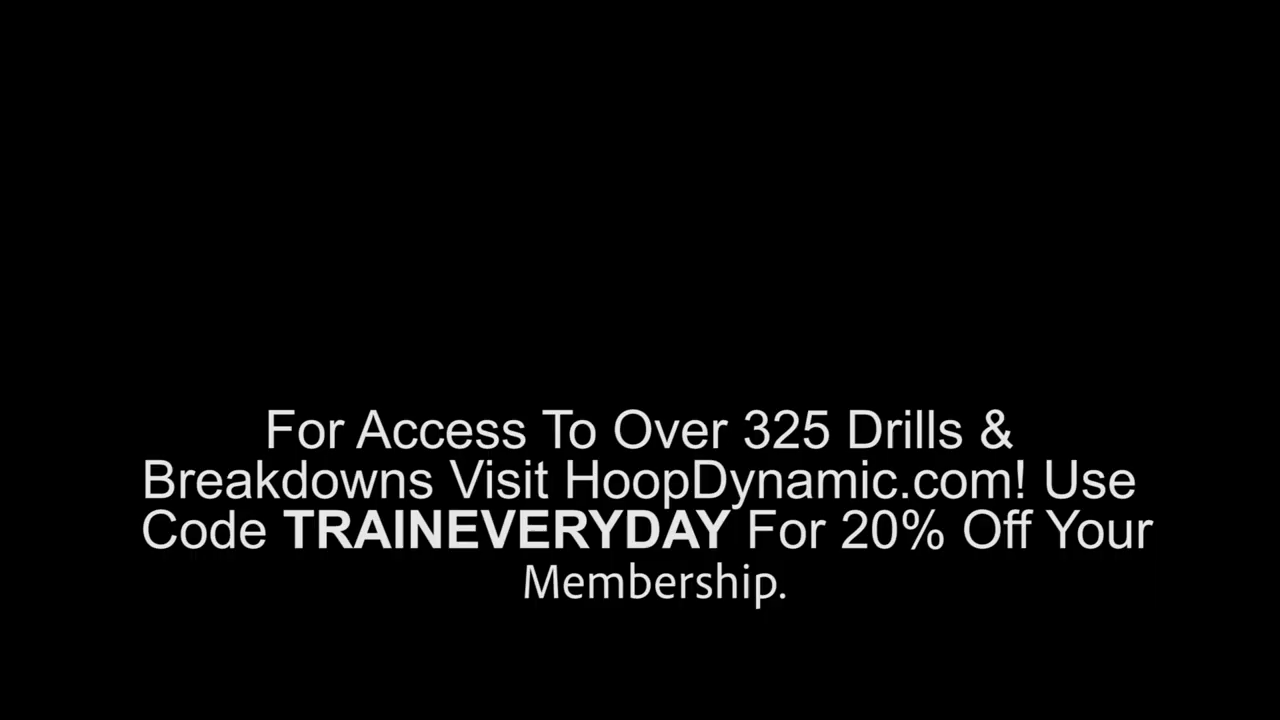 For Access To Over 325 Drills &
Breakdowns Visit HoopDynamic.com! Use
Code TRAINEVERYDAY For 20% Off Your
Membership.